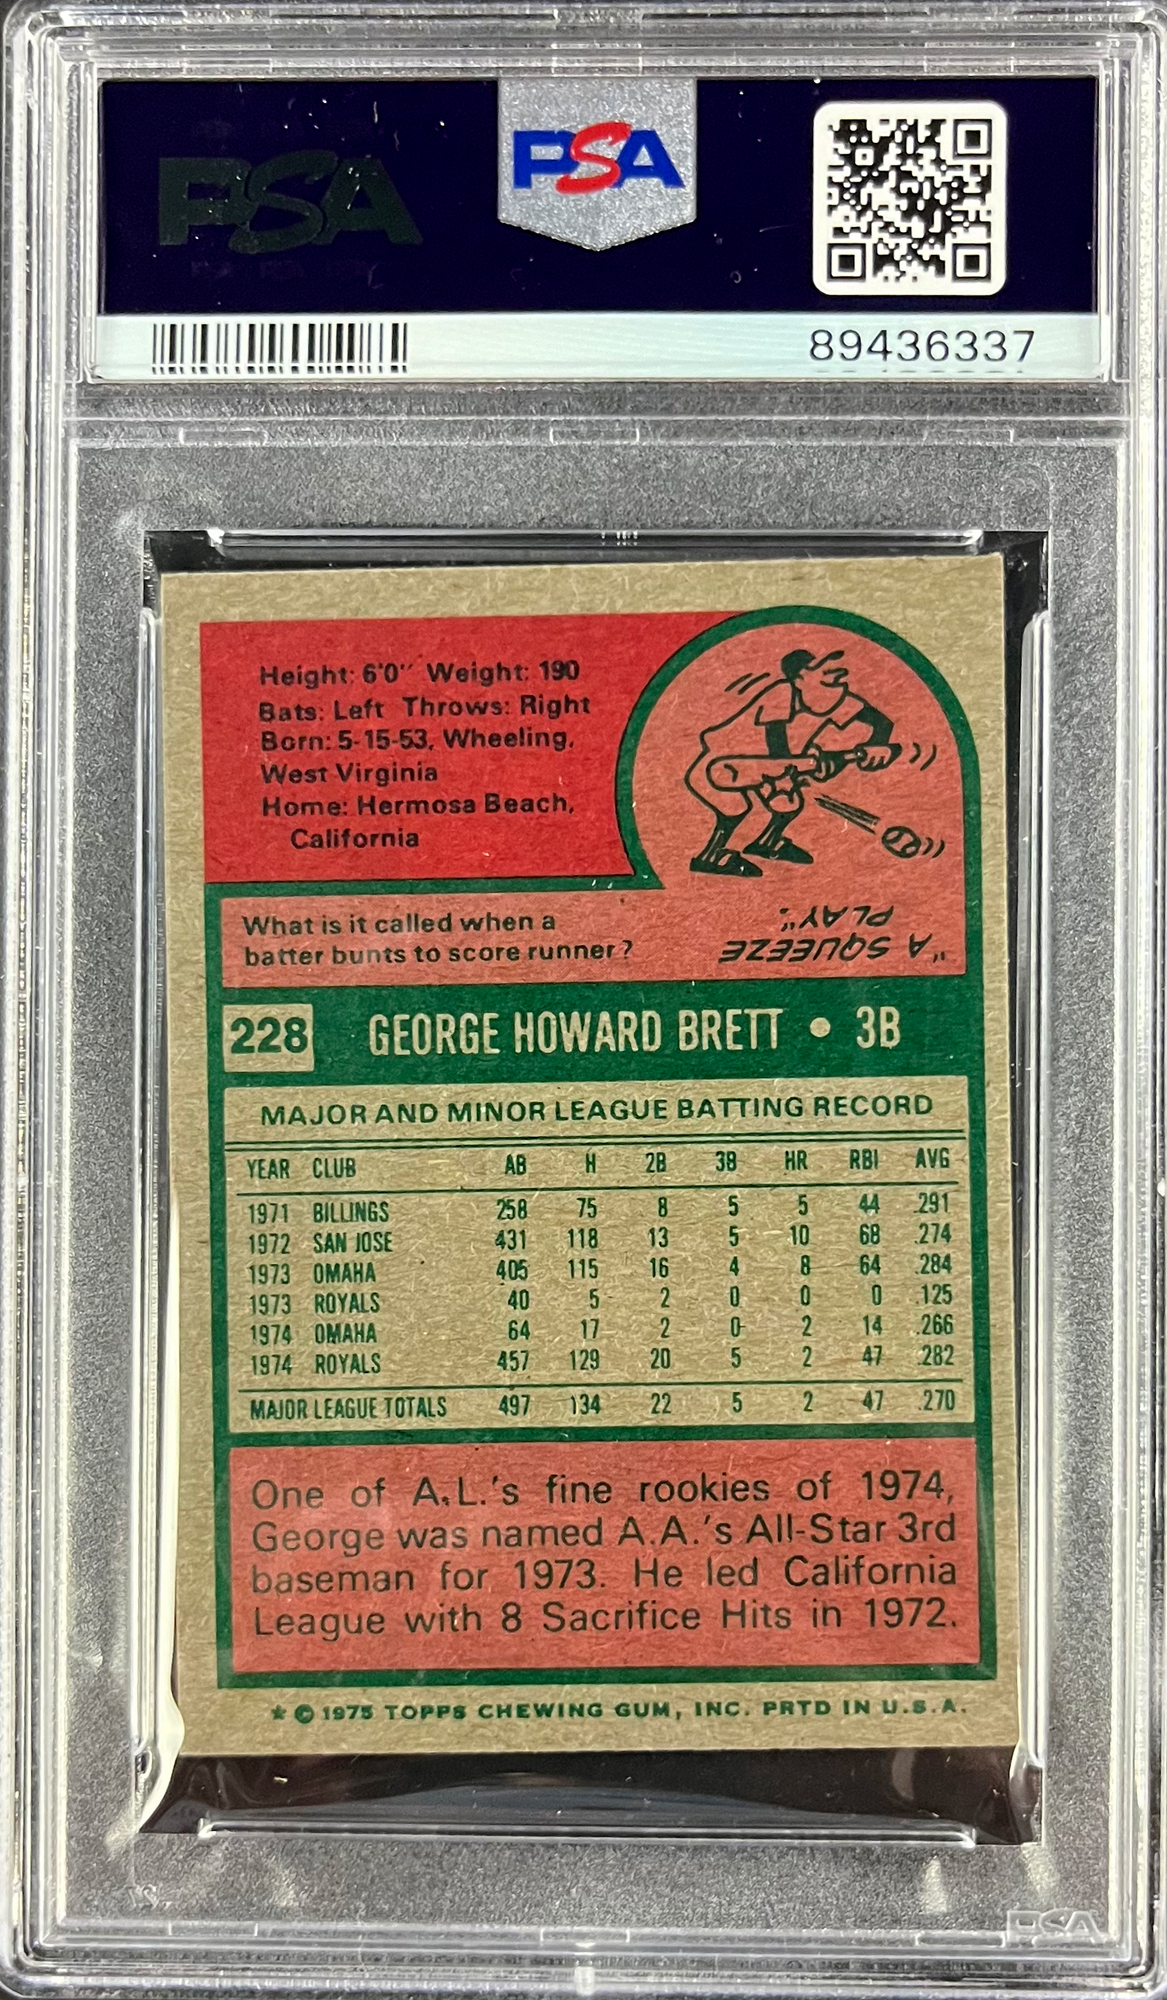 PSA
PSA
89436337
Height: 6'0" Weight: 190
Bats: Left Throws: Right
Born: 5-15-53, Wheeling,
West Virginia
Home: Hermosa Beach,
California
What is it called when a
batter bunts to score runner?
"A SQUEEZE
PLAY".
228 GEORGE HOWARD BRETT • 3B
MAJOR AND MINOR LEAGUE BATTING RECORD
YEAR CLUB AB H 2B 3B HR RBI AVG
1971 BILLINGS 258 75 8 5 5 44 .291
1972 SAN JOSE 431 118 13 5 10 68 .274
1973 OMAHA 405 115 16 4 8 64 .284
1973 ROYALS 40 5 2 0 0 0 .125
1974 OMAHA 64 17 2 0 2 14 .266
1974 ROYALS 457 129 20 5 2 47 .282
MAJOR LEAGUE TOTALS 497 134 22 5 2 47 .270
One of A.L.'s fine rookies of 1974,
George was named A.A.'s All-Star 3rd
baseman for 1973. He led California
League with 8 Sacrifice Hits in 1972.
* © 1975 TOPPS CHEWING GUM, INC. PRTD IN U.S.A.
PSA